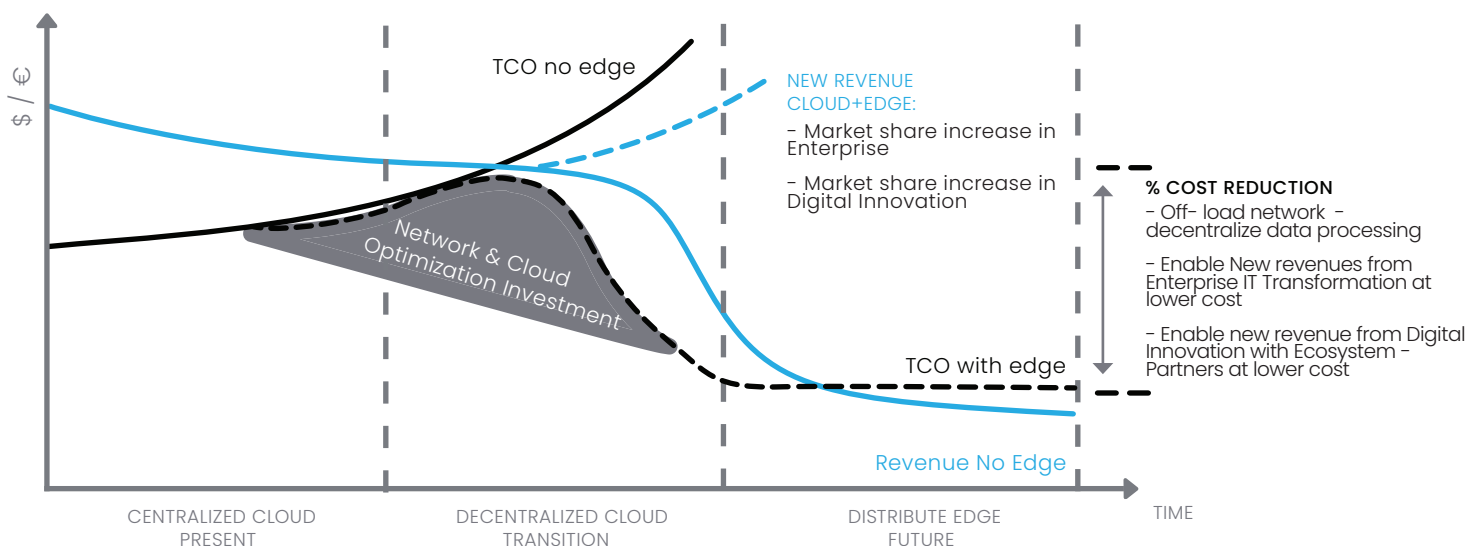 $ / €
TCO no edge
NEW REVENUE
CLOUD+EDGE:
- Market share increase in
Enterprise
- Market share increase in
Digital Innovation
% COST REDUCTION
- Off- load network -
decentralize data processing
- Enable New revenues from
Enterprise IT Transformation at
lower cost
- Enable new revenue from Digital
Innovation with Ecosystem -
Partners at lower cost
Network & Cloud
Optimization Investment
TCO with edge
Revenue No Edge
CENTRALIZED CLOUD
PRESENT
DECENTRALIZED CLOUD
TRANSITION
DISTRIBUTE EDGE
FUTURE
TIME